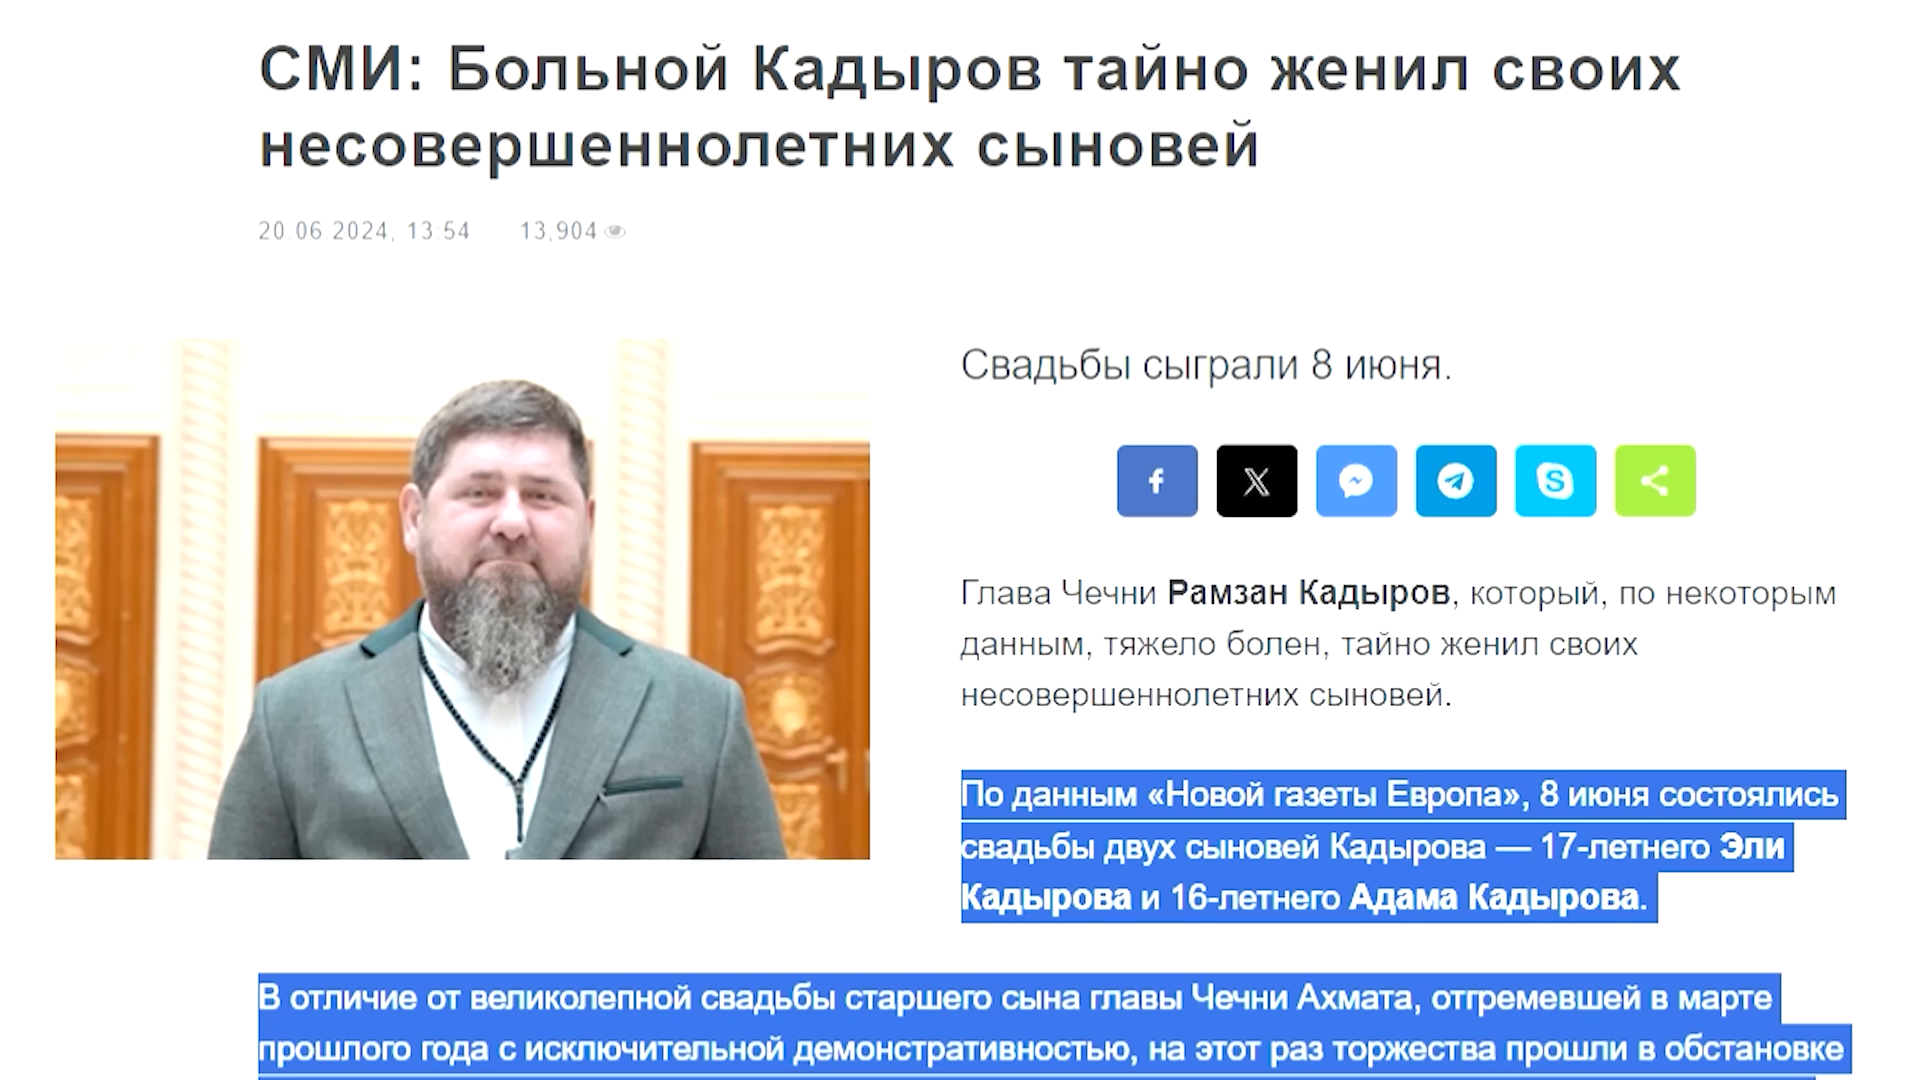 СМИ: Больной Кадыров тайно женил своих
несовершеннолетних сыновей
20.06.2024, 13:54 13,904
Свадьбы сыграли 8 июня.
Глава Чечни Рамзан Кадыров, который, по некоторым
данным, тяжело болен, тайно женил своих
несовершеннолетних сыновей.
По данным «Новой газеты Европа», 8 июня состоялись
свадьбы двух сыновей Кадырова — 17-летнего Эли
Кадырова и 16-летнего Адама Кадырова.
В отличие от великолепной свадьбы старшего сына главы Чечни Ахмата, отгремевшей в марте
прошлого года с исключительной демонстративностью, на этот раз торжества прошли в обстановке